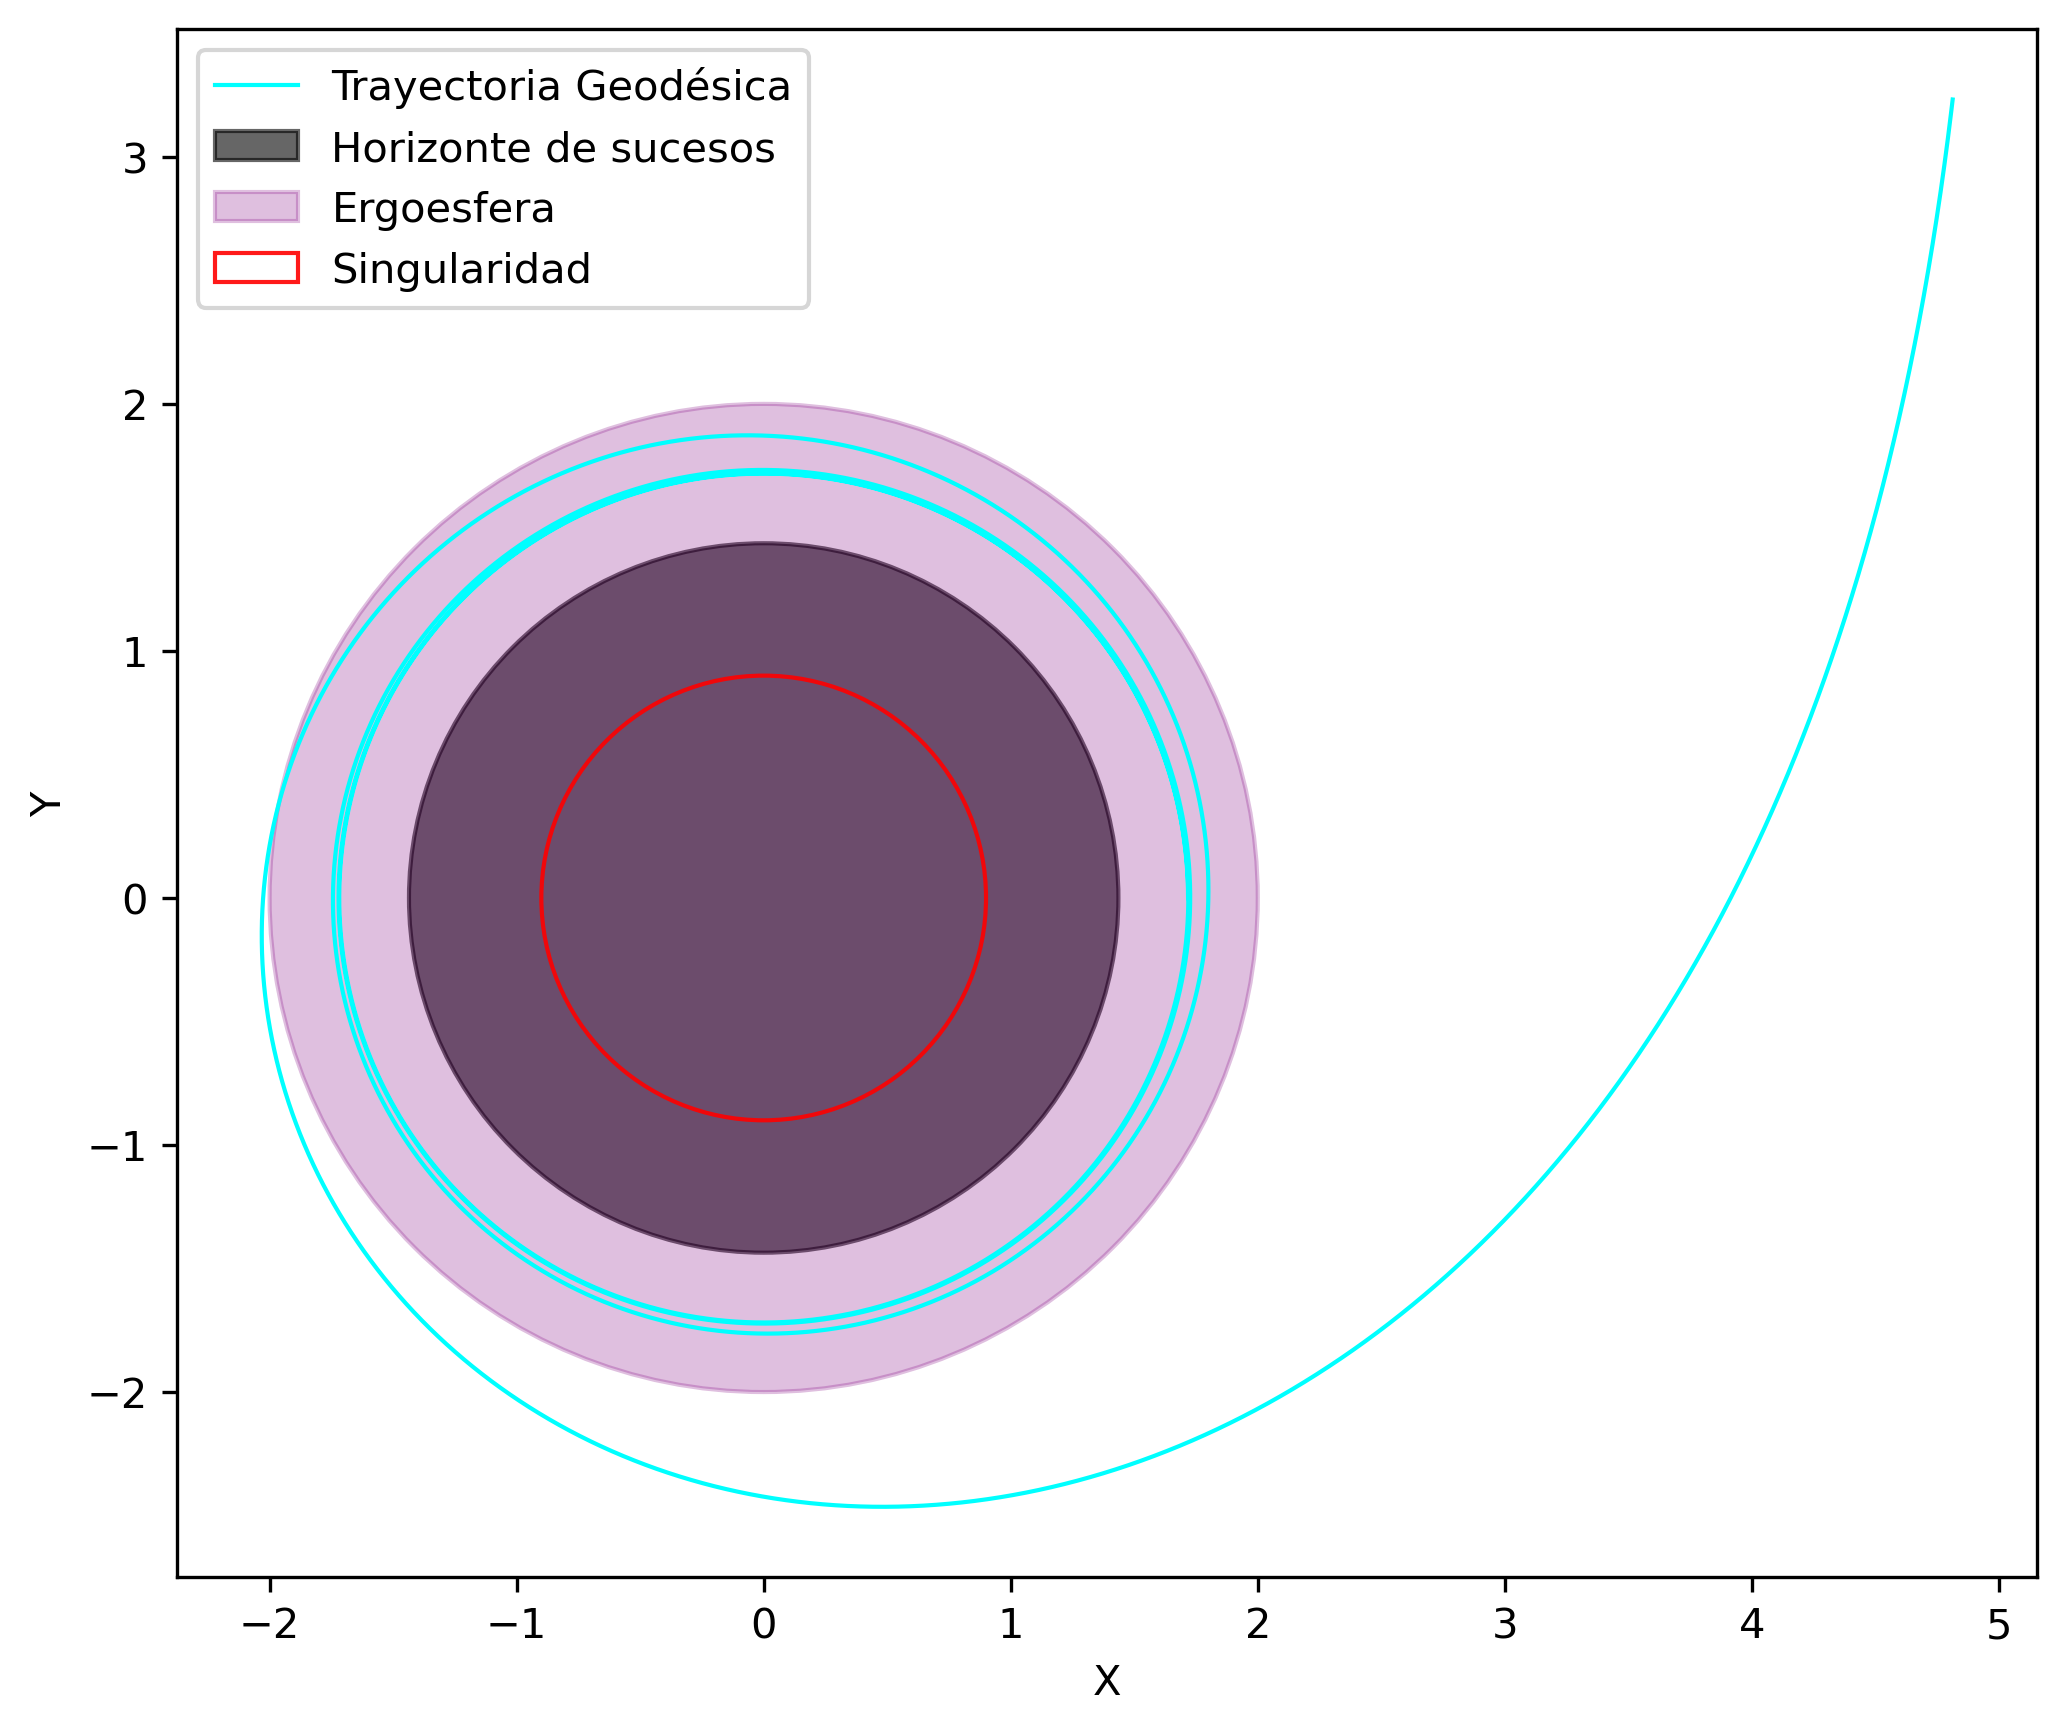 Trayectoria Geodésica
Horizonte de sucesos
Ergoesfera
Singularidad
3
2
1
0
−1
−2
Y
−2 −1 0 1 2 3 4 5
X